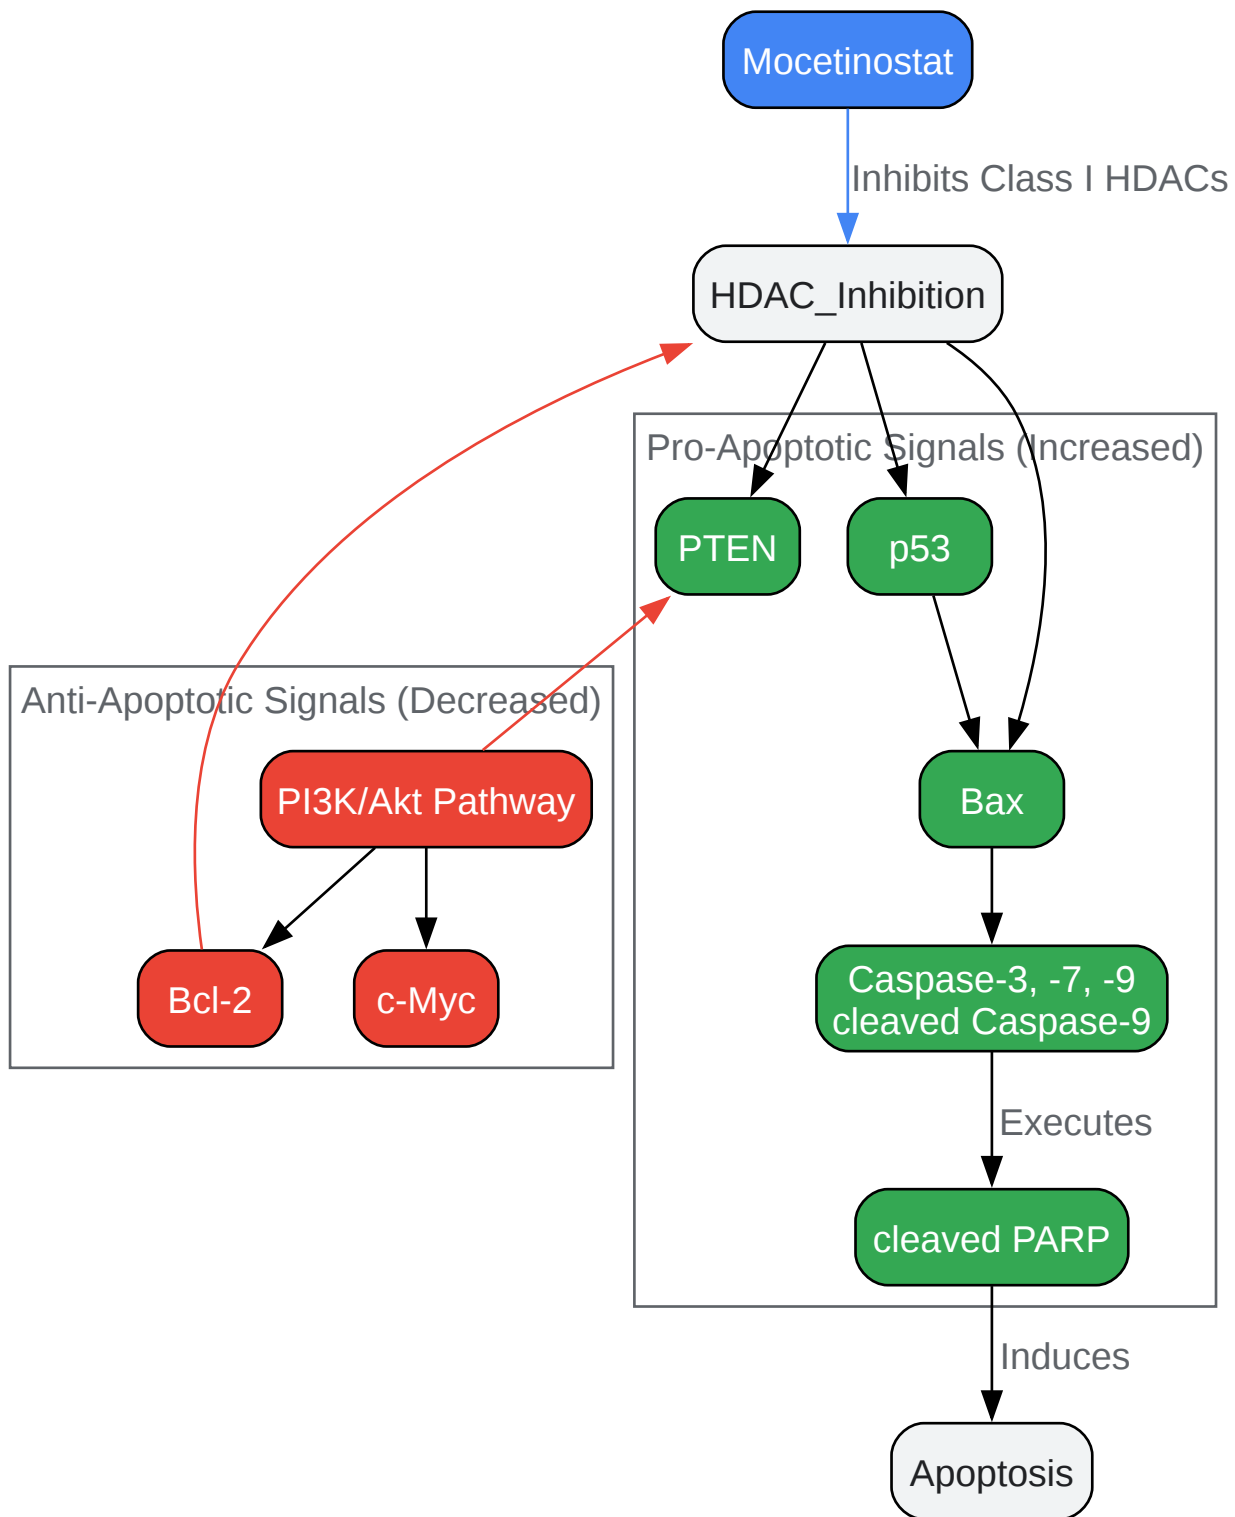 Mocetinostat
Inhibits Class I HDACs
HDAC_Inhibition
Pro-Apoptotic Signals (Increased)
PTEN
p53
Anti-Apoptotic Signals (Decreased)
PI3K/Akt Pathway
Bax
Bcl-2
c-Myc
Caspase-3, -7, -9
cleaved Caspase-9
Executes
cleaved PARP
Induces
Apoptosis